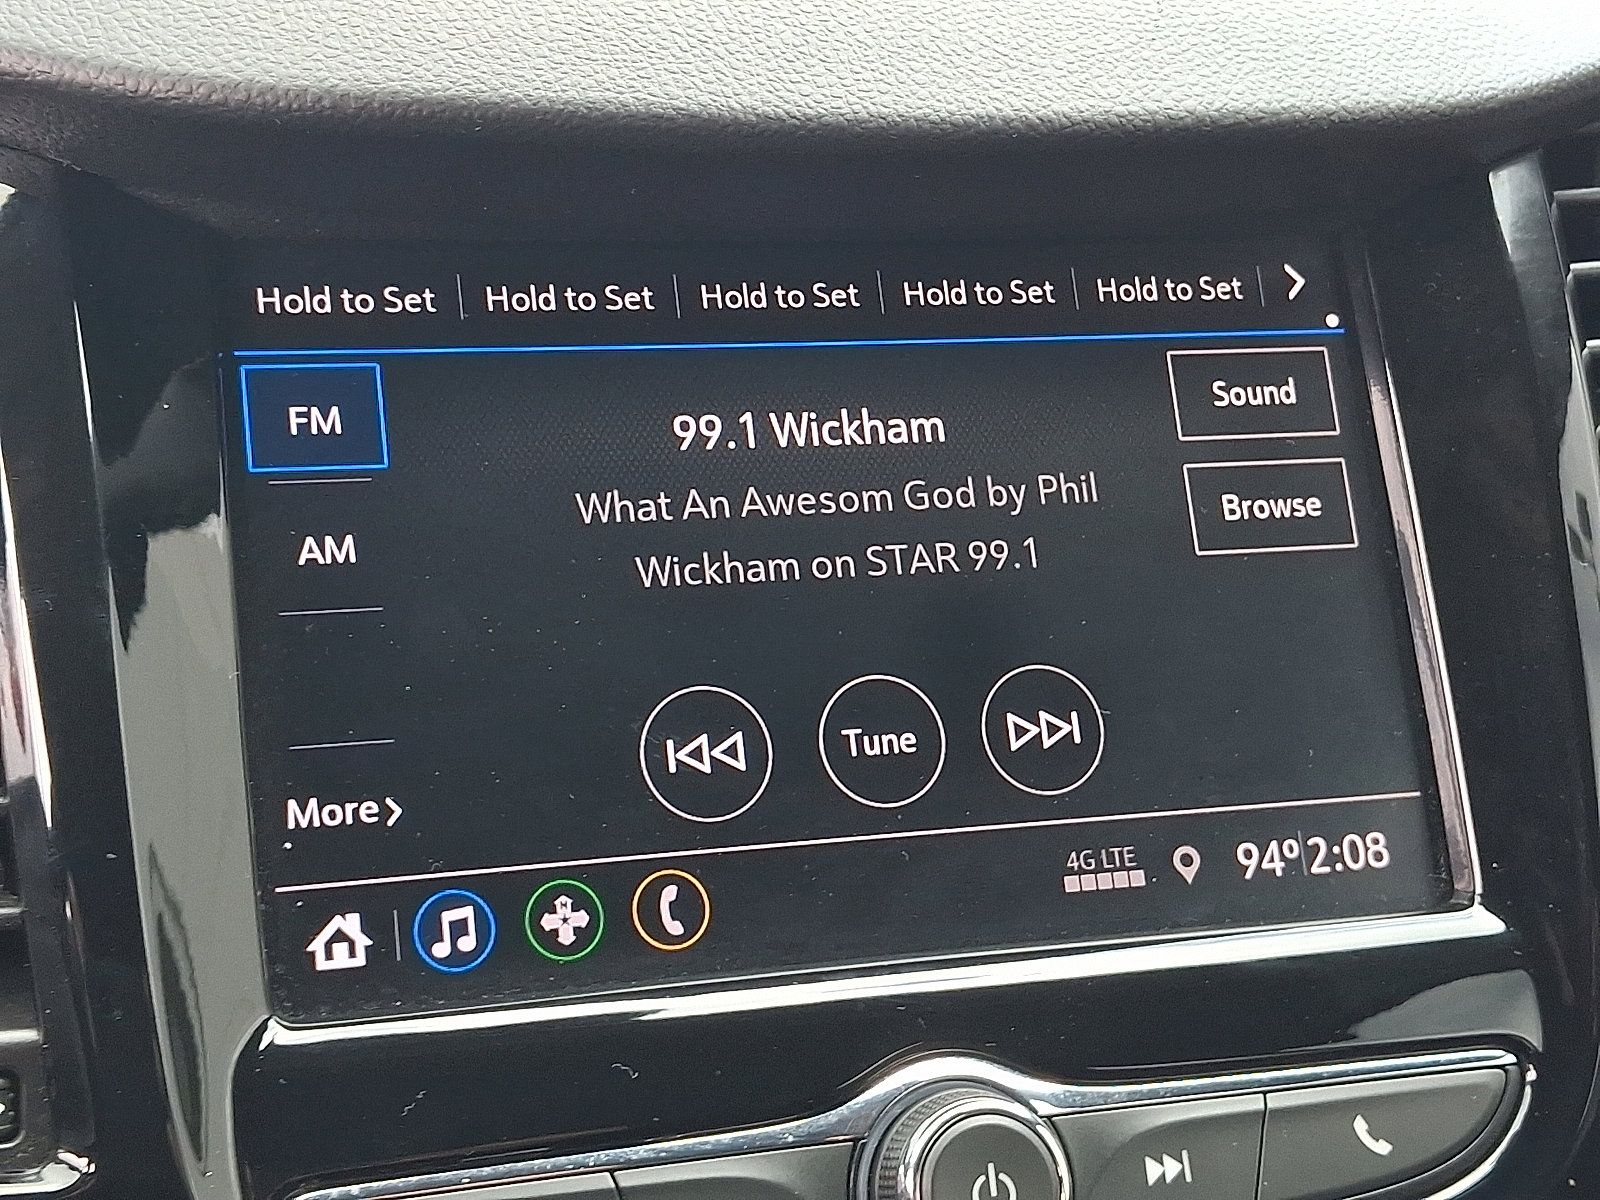 Hold to Set Hold to Set Hold to Set Hold to Set Hold to Set
FM
99.1 Wickham
Sound
What An Awesom God by Phil
Browse
AM
Wickham on STAR 99.1
Tune
More
4G LTE
94° 2:08